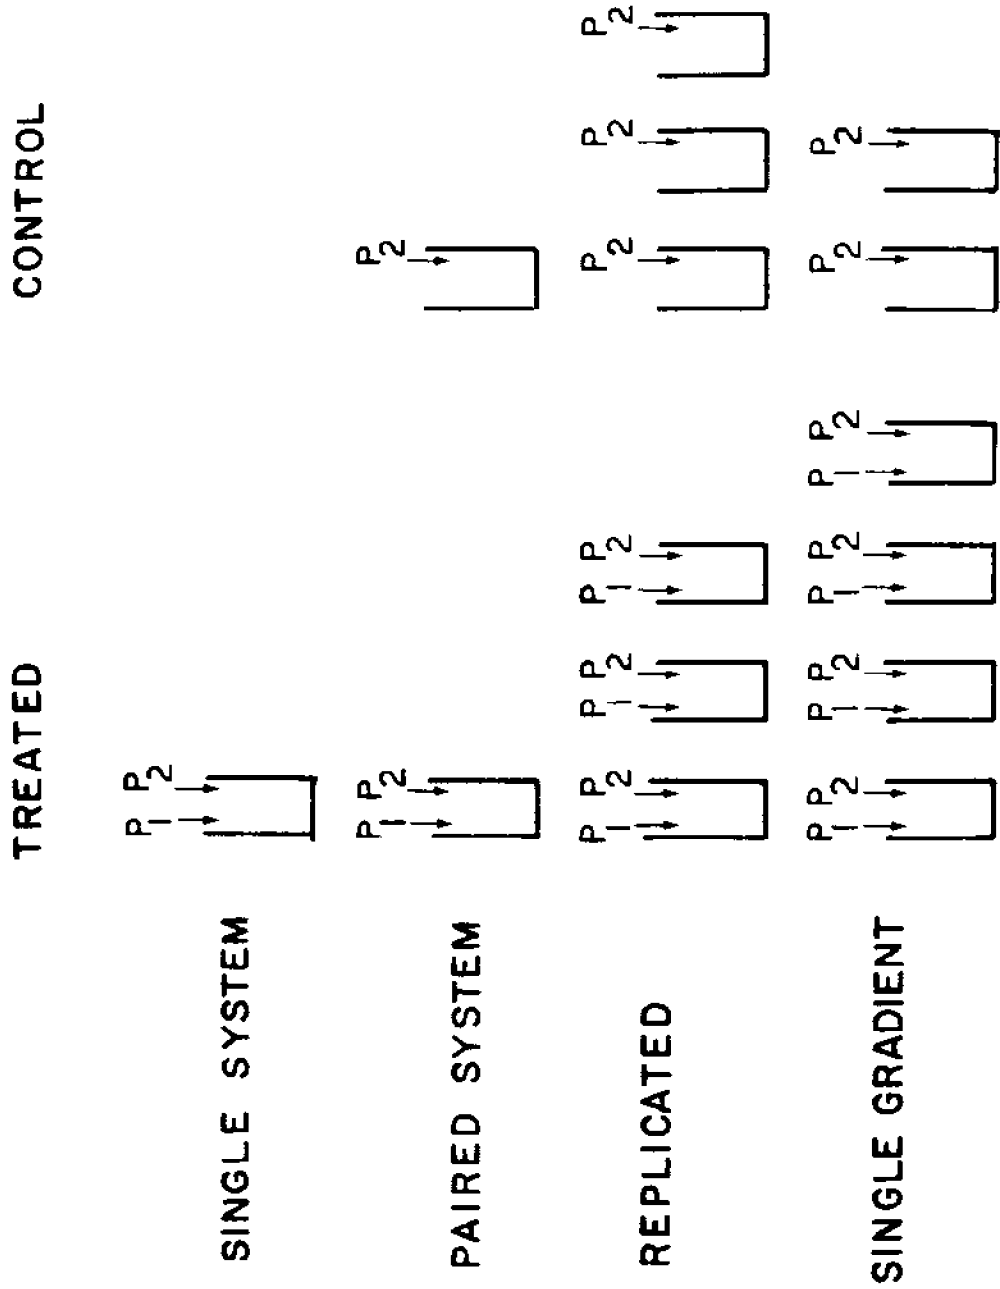 TREATED CONTROL
SINGLE SYSTEM P₁ P₂
PAIRED SYSTEM P₁ P₂ P₂
REPLICATED P₁ P₂ P₁ P₂ P₁ P₂ P₂ P₂ P₂
SINGLE GRADIENT P₁ P₂ P₁ P₂ P₁ P₂ P₁ P₂ P₂ P₂